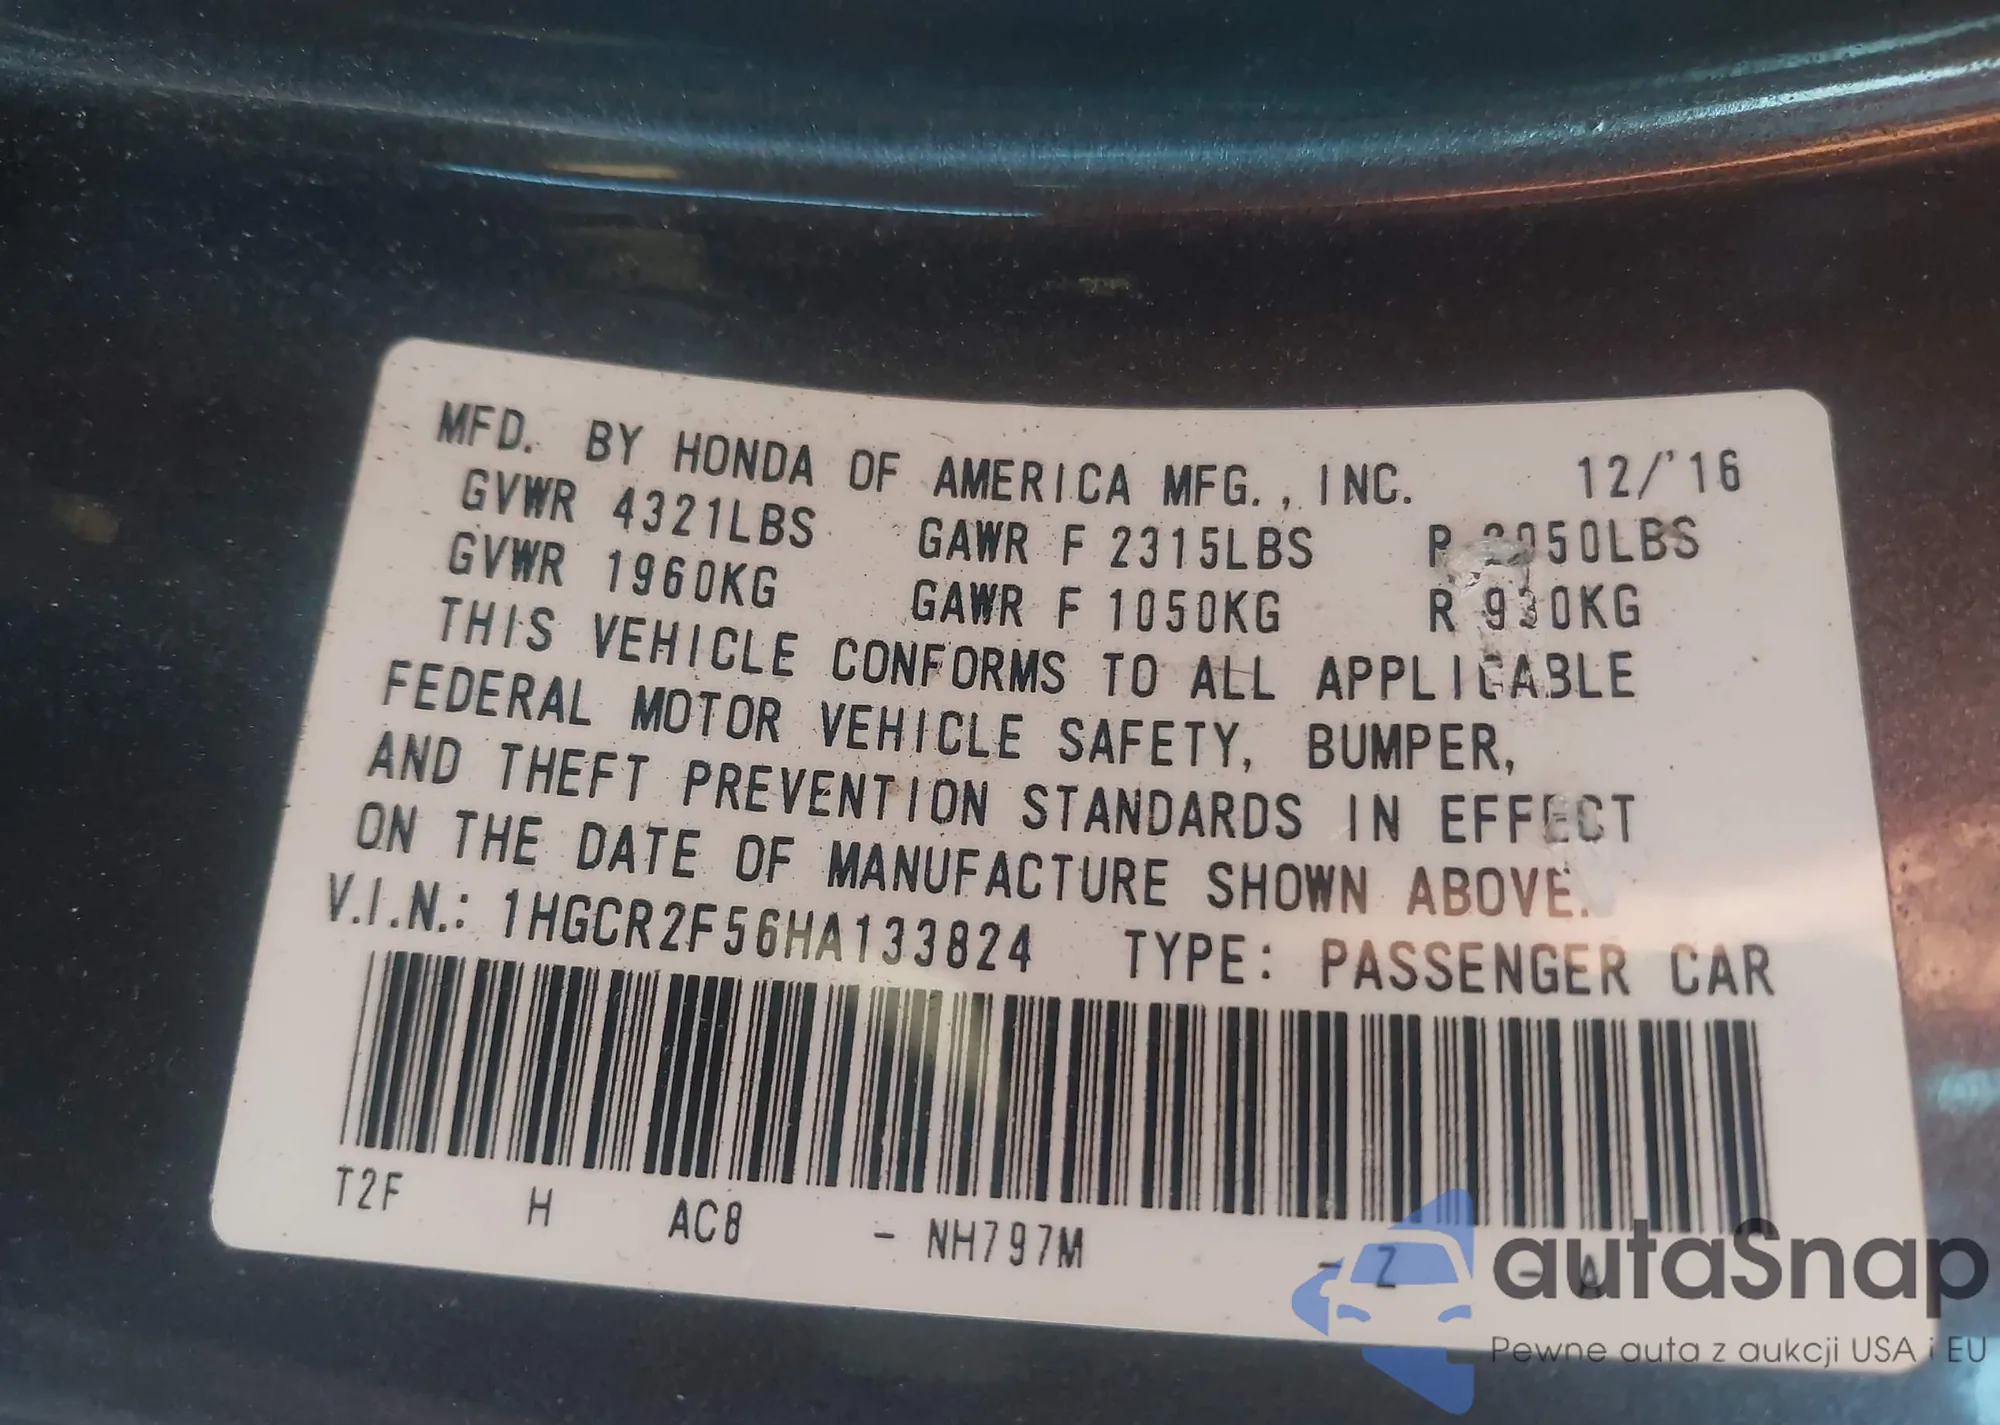 MFD. BY HONDA OF AMERICA MFG., INC. 12/'16
GVWR 4321LBS GAWR F 2315LBS R 2050LBS
GVWR 1960KG GAWR F 1050KG R 930KG
THIS VEHICLE CONFORMS TO ALL APPLICABLE
FEDERAL MOTOR VEHICLE SAFETY, BUMPER,
AND THEFT PREVENTION STANDARDS IN EFFECT
ON THE DATE OF MANUFACTURE SHOWN ABOVE.
V.I.N.: 1HGCR2F56HA133824 TYPE: PASSENGER CAR
T2F H AC8 - NH797M - Z - A
autaSnap
Pewne auta z aukcji USA i EU